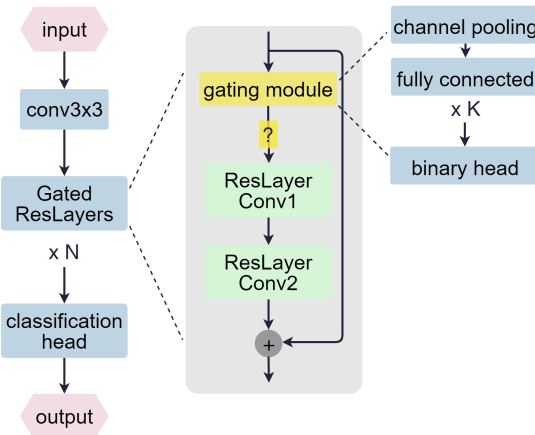 input
conv3x3
Gated
ResLayers
x N
classification
head
output
gating module
?
ResLayer
Conv1
ResLayer
Conv2
+
channel pooling
fully connected
x K
binary head